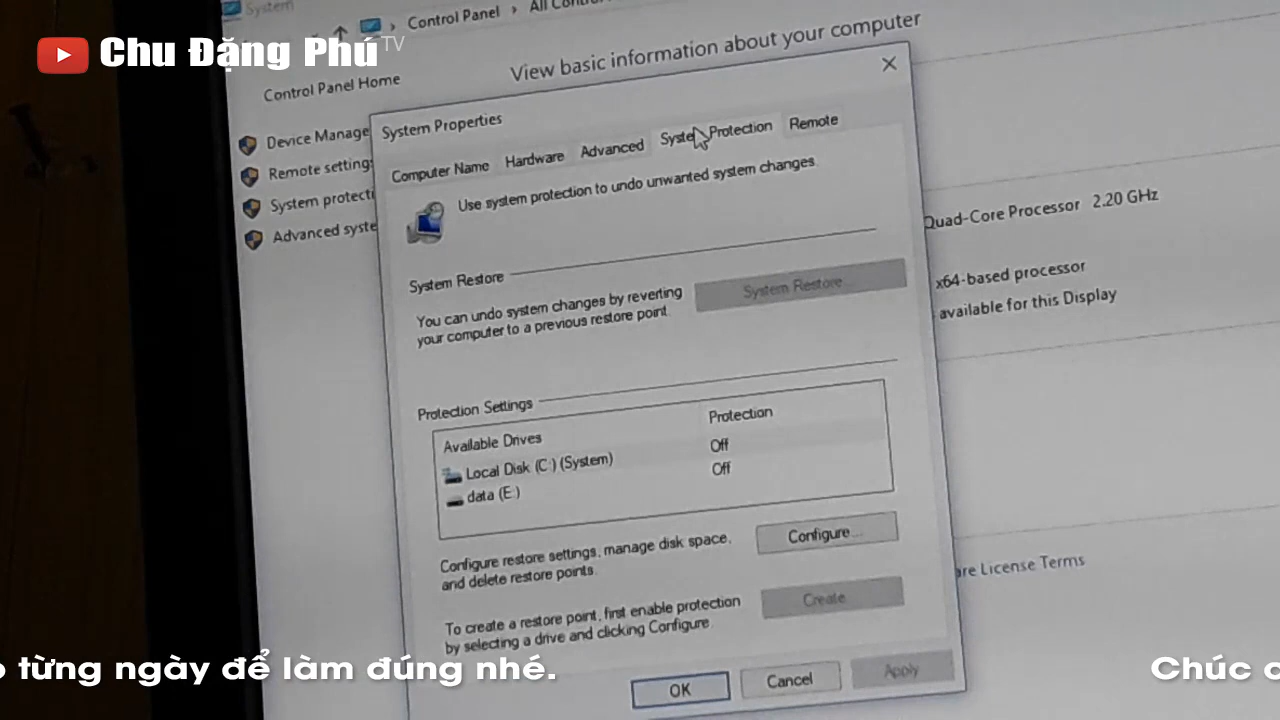 System
Control Panel › All Contro
Chu Đặng Phú TV
View basic information about your computer
Control Panel Home
Device Manage
Remote setting
System protecti
Advanced syste
System Properties
Computer Name Hardware Advanced System Protection Remote
Use system protection to undo unwanted system changes.
System Restore
You can undo system changes by reverting
your computer to a previous restore point.
System Restore...
Protection Settings
Available Drives Protection
Local Disk (C:) (System) Off
data (E:) Off
Configure restore settings, manage disk space,
and delete restore points.
Configure...
To create a restore point, first enable protection
by selecting a drive and clicking Configure.
Create...
OK Cancel Apply
Quad-Core Processor 2.20 GHz
x64-based processor
available for this Display
are License Terms
từng ngày để làm đúng nhé. Chúc